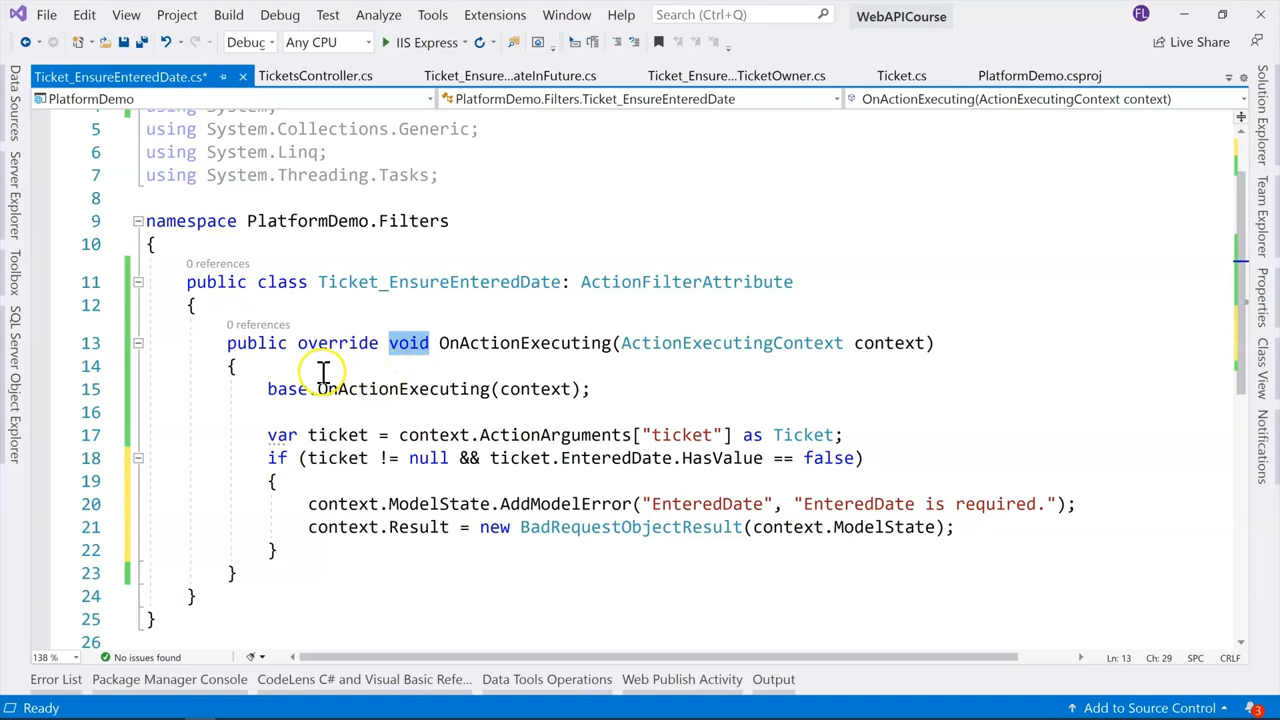 File Edit View Project Build Debug Test Analyze Tools Extensions Window Help Search (Ctrl+Q) WebAPICourse FL
Debug Any CPU IIS Express Live Share
Ticket_EnsureEnteredDate.cs* TicketsController.cs Ticket_Ensure...ateInFuture.cs Ticket_Ensure...TicketOwner.cs Ticket.cs PlatformDemo.csproj
PlatformDemo PlatformDemo.Filters.Ticket_EnsureEnteredDate OnActionExecuting(ActionExecutingContext context)
Data Sources
Server Explorer
Toolbox
SQL Server Object Explorer
4 using System;
5 using System.Collections.Generic;
6 using System.Linq;
7 using System.Threading.Tasks;
8
9 namespace PlatformDemo.Filters
10 {
0 references
11 public class Ticket_EnsureEnteredDate: ActionFilterAttribute
12 {
0 references
13 public override void OnActionExecuting(ActionExecutingContext context)
14 {
15 base.OnActionExecuting(context);
16
17 var ticket = context.ActionArguments["ticket"] as Ticket;
18 if (ticket != null && ticket.EnteredDate.HasValue == false)
19 {
20 context.ModelState.AddModelError("EnteredDate", "EnteredDate is required.");
21 context.Result = new BadRequestObjectResult(context.ModelState);
22 }
23 }
24 }
25 }
26
Solution Explorer
Team Explorer
Properties
Notifications
138 % No issues found Ln: 13 Ch: 29 SPC CRLF
Error List Package Manager Console CodeLens C# and Visual Basic Refe... Data Tools Operations Web Publish Activity Output
Ready Add to Source Control 3